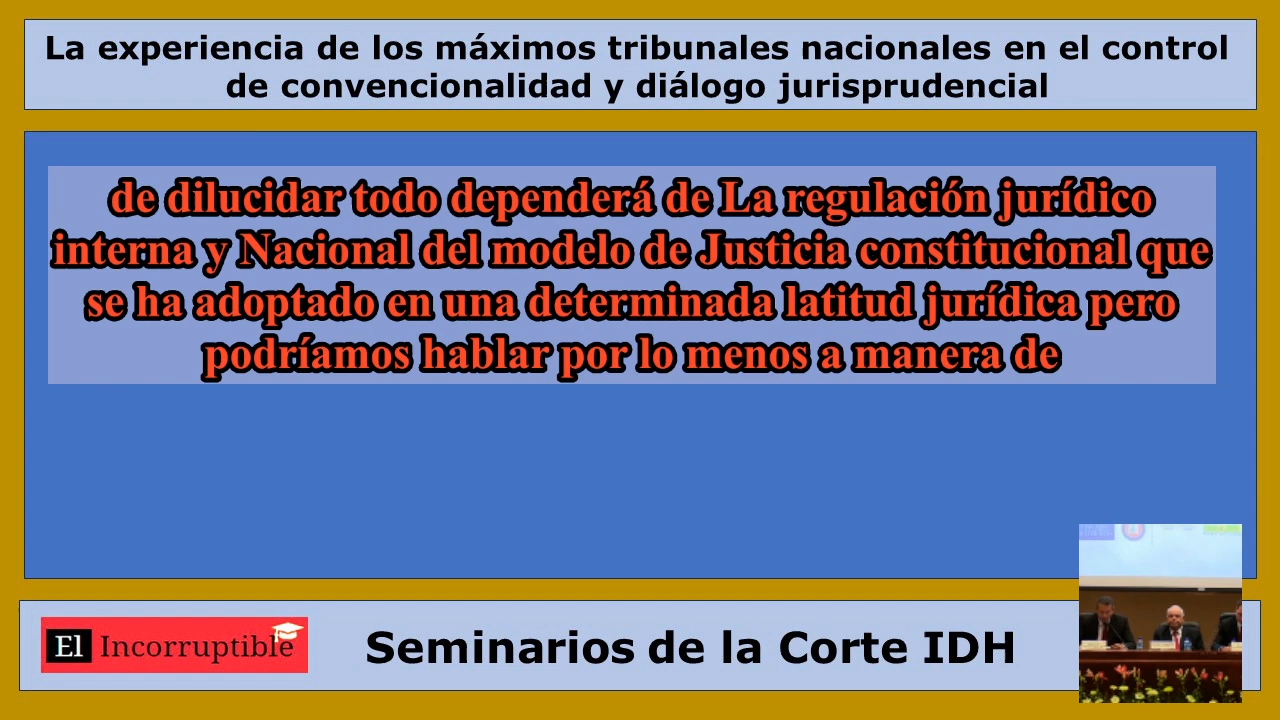 La experiencia de los máximos tribunales nacionales en el control
de convencionalidad y diálogo jurisprudencial
de dilucidar todo dependerá de La regulación jurídico
interna y Nacional del modelo de Justicia constitucional que
se ha adoptado en una determinada latitud jurídica pero
podríamos hablar por lo menos a manera de
El Incorruptible
Seminarios de la Corte IDH